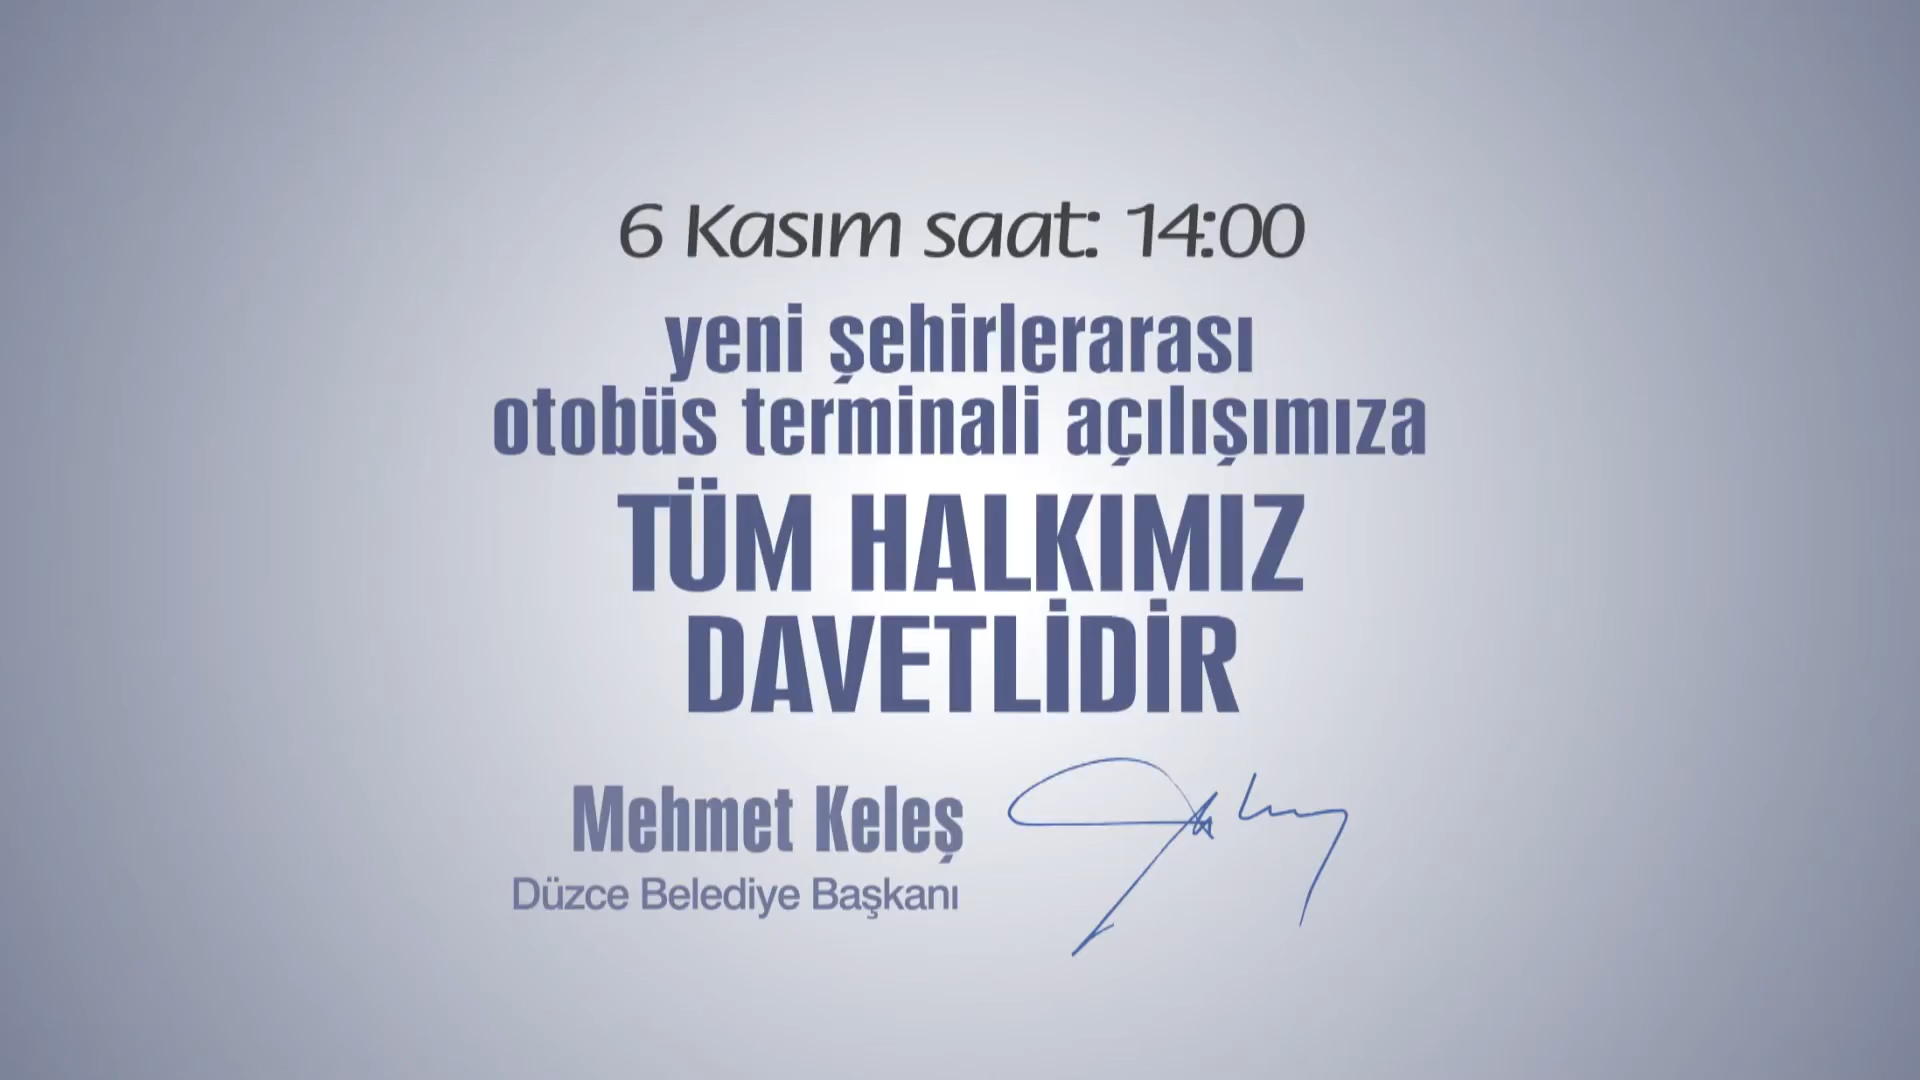 6 Kasım saat: 14:00
yeni şehirlerarası
otobüs terminali açılışımıza
TÜM HALKIMIZ
DAVETLİDİR
Mehmet Keleş
Düzce Belediye Başkanı